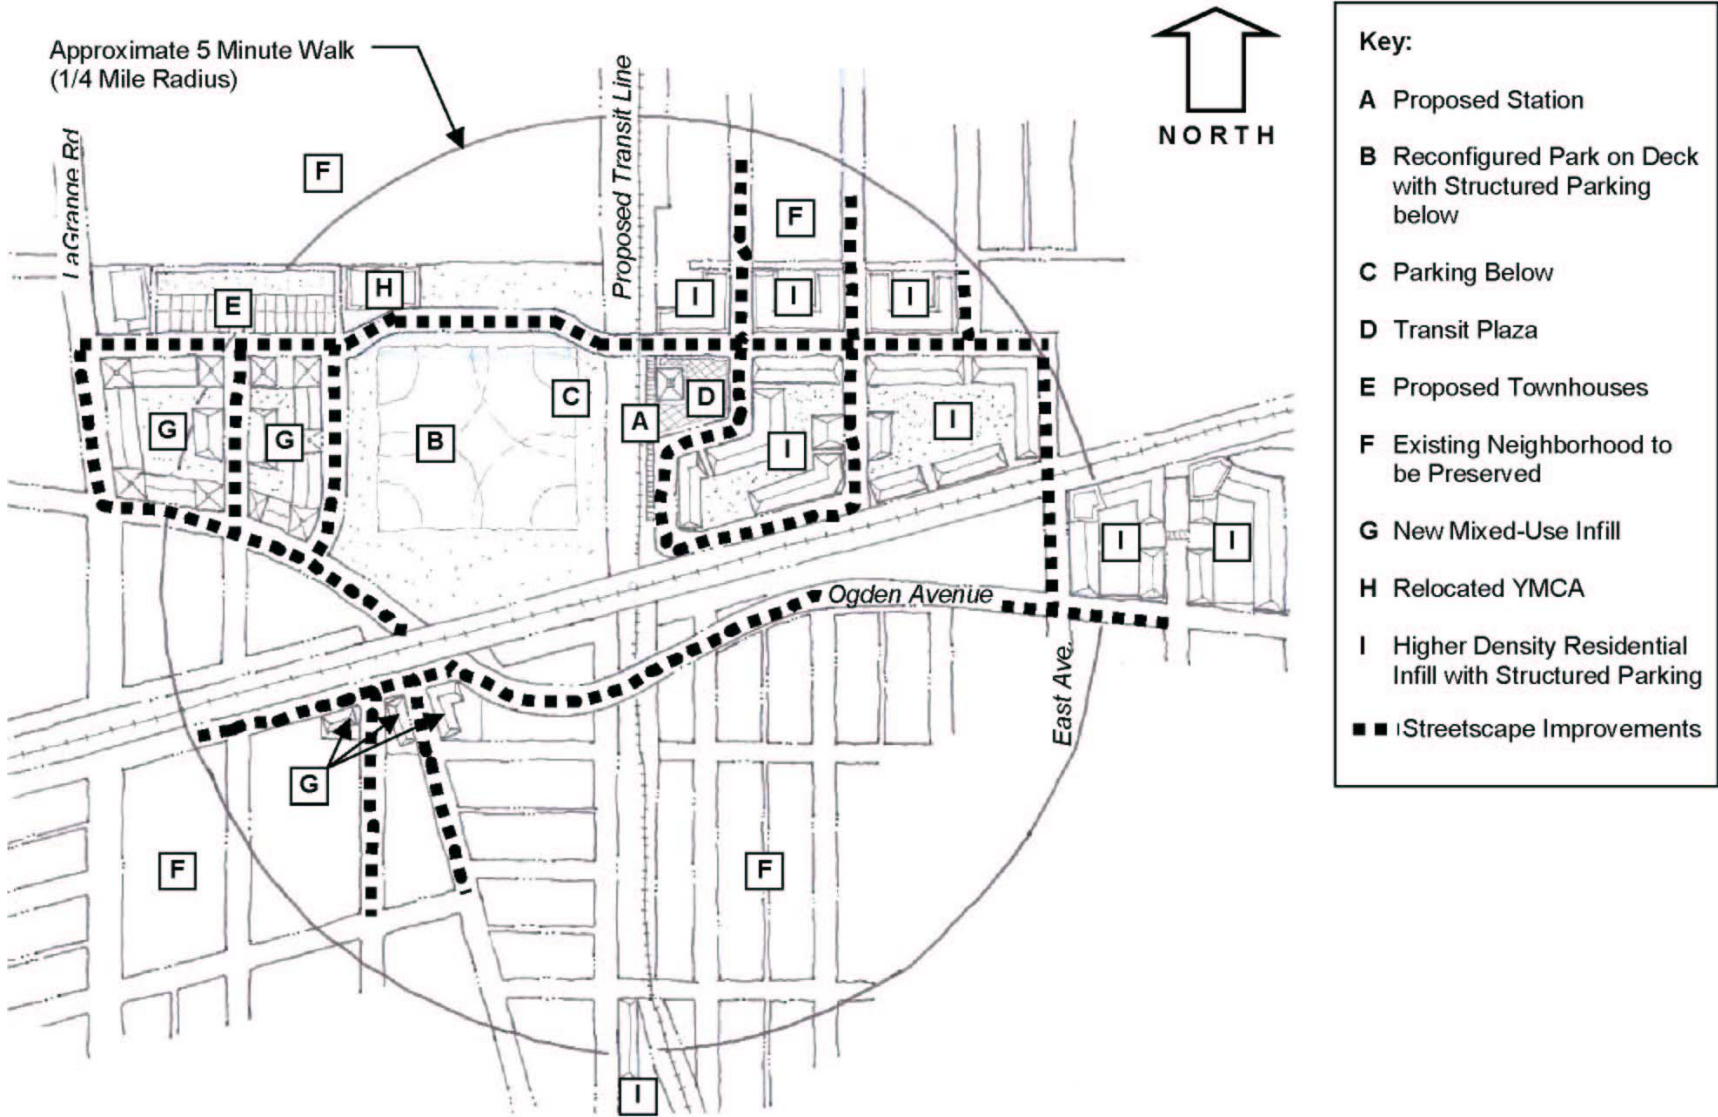 Approximate 5 Minute Walk
(1/4 Mile Radius)
LaGrange Rd
Proposed Transit Line
NORTH
F
F
E
H
I
I
I
G
G
B
C
A
D
I
I
I
I
Ogden Avenue
East Ave.
G
F
F
I
Key:
A Proposed Station
B Reconfigured Park on Deck
with Structured Parking
below
C Parking Below
D Transit Plaza
E Proposed Townhouses
F Existing Neighborhood to
be Preserved
G New Mixed-Use Infill
H Relocated YMCA
I Higher Density Residential
Infill with Structured Parking
Streetscape Improvements